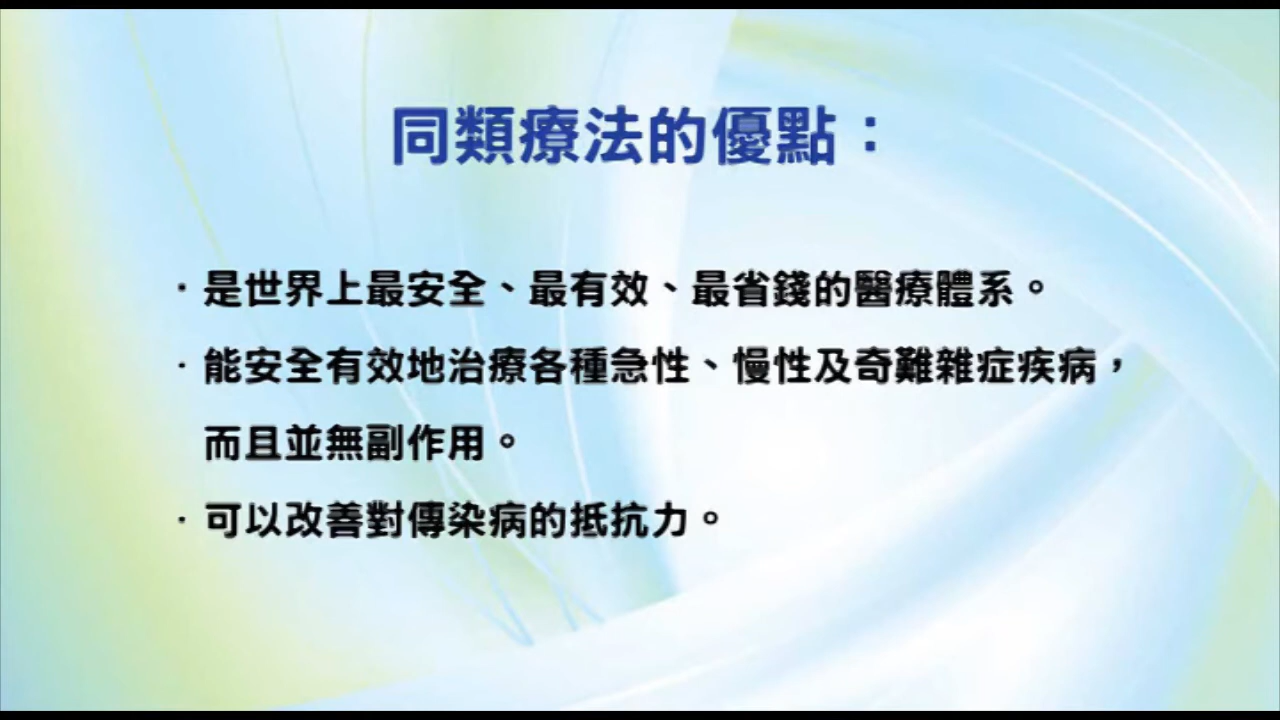 同類療法的優點：
·是世界上最安全、最有效、最省錢的醫療體系。
·能安全有效地治療各種急性、慢性及奇難雜症疾病，
而且並無副作用。
·可以改善對傳染病的抵抗力。